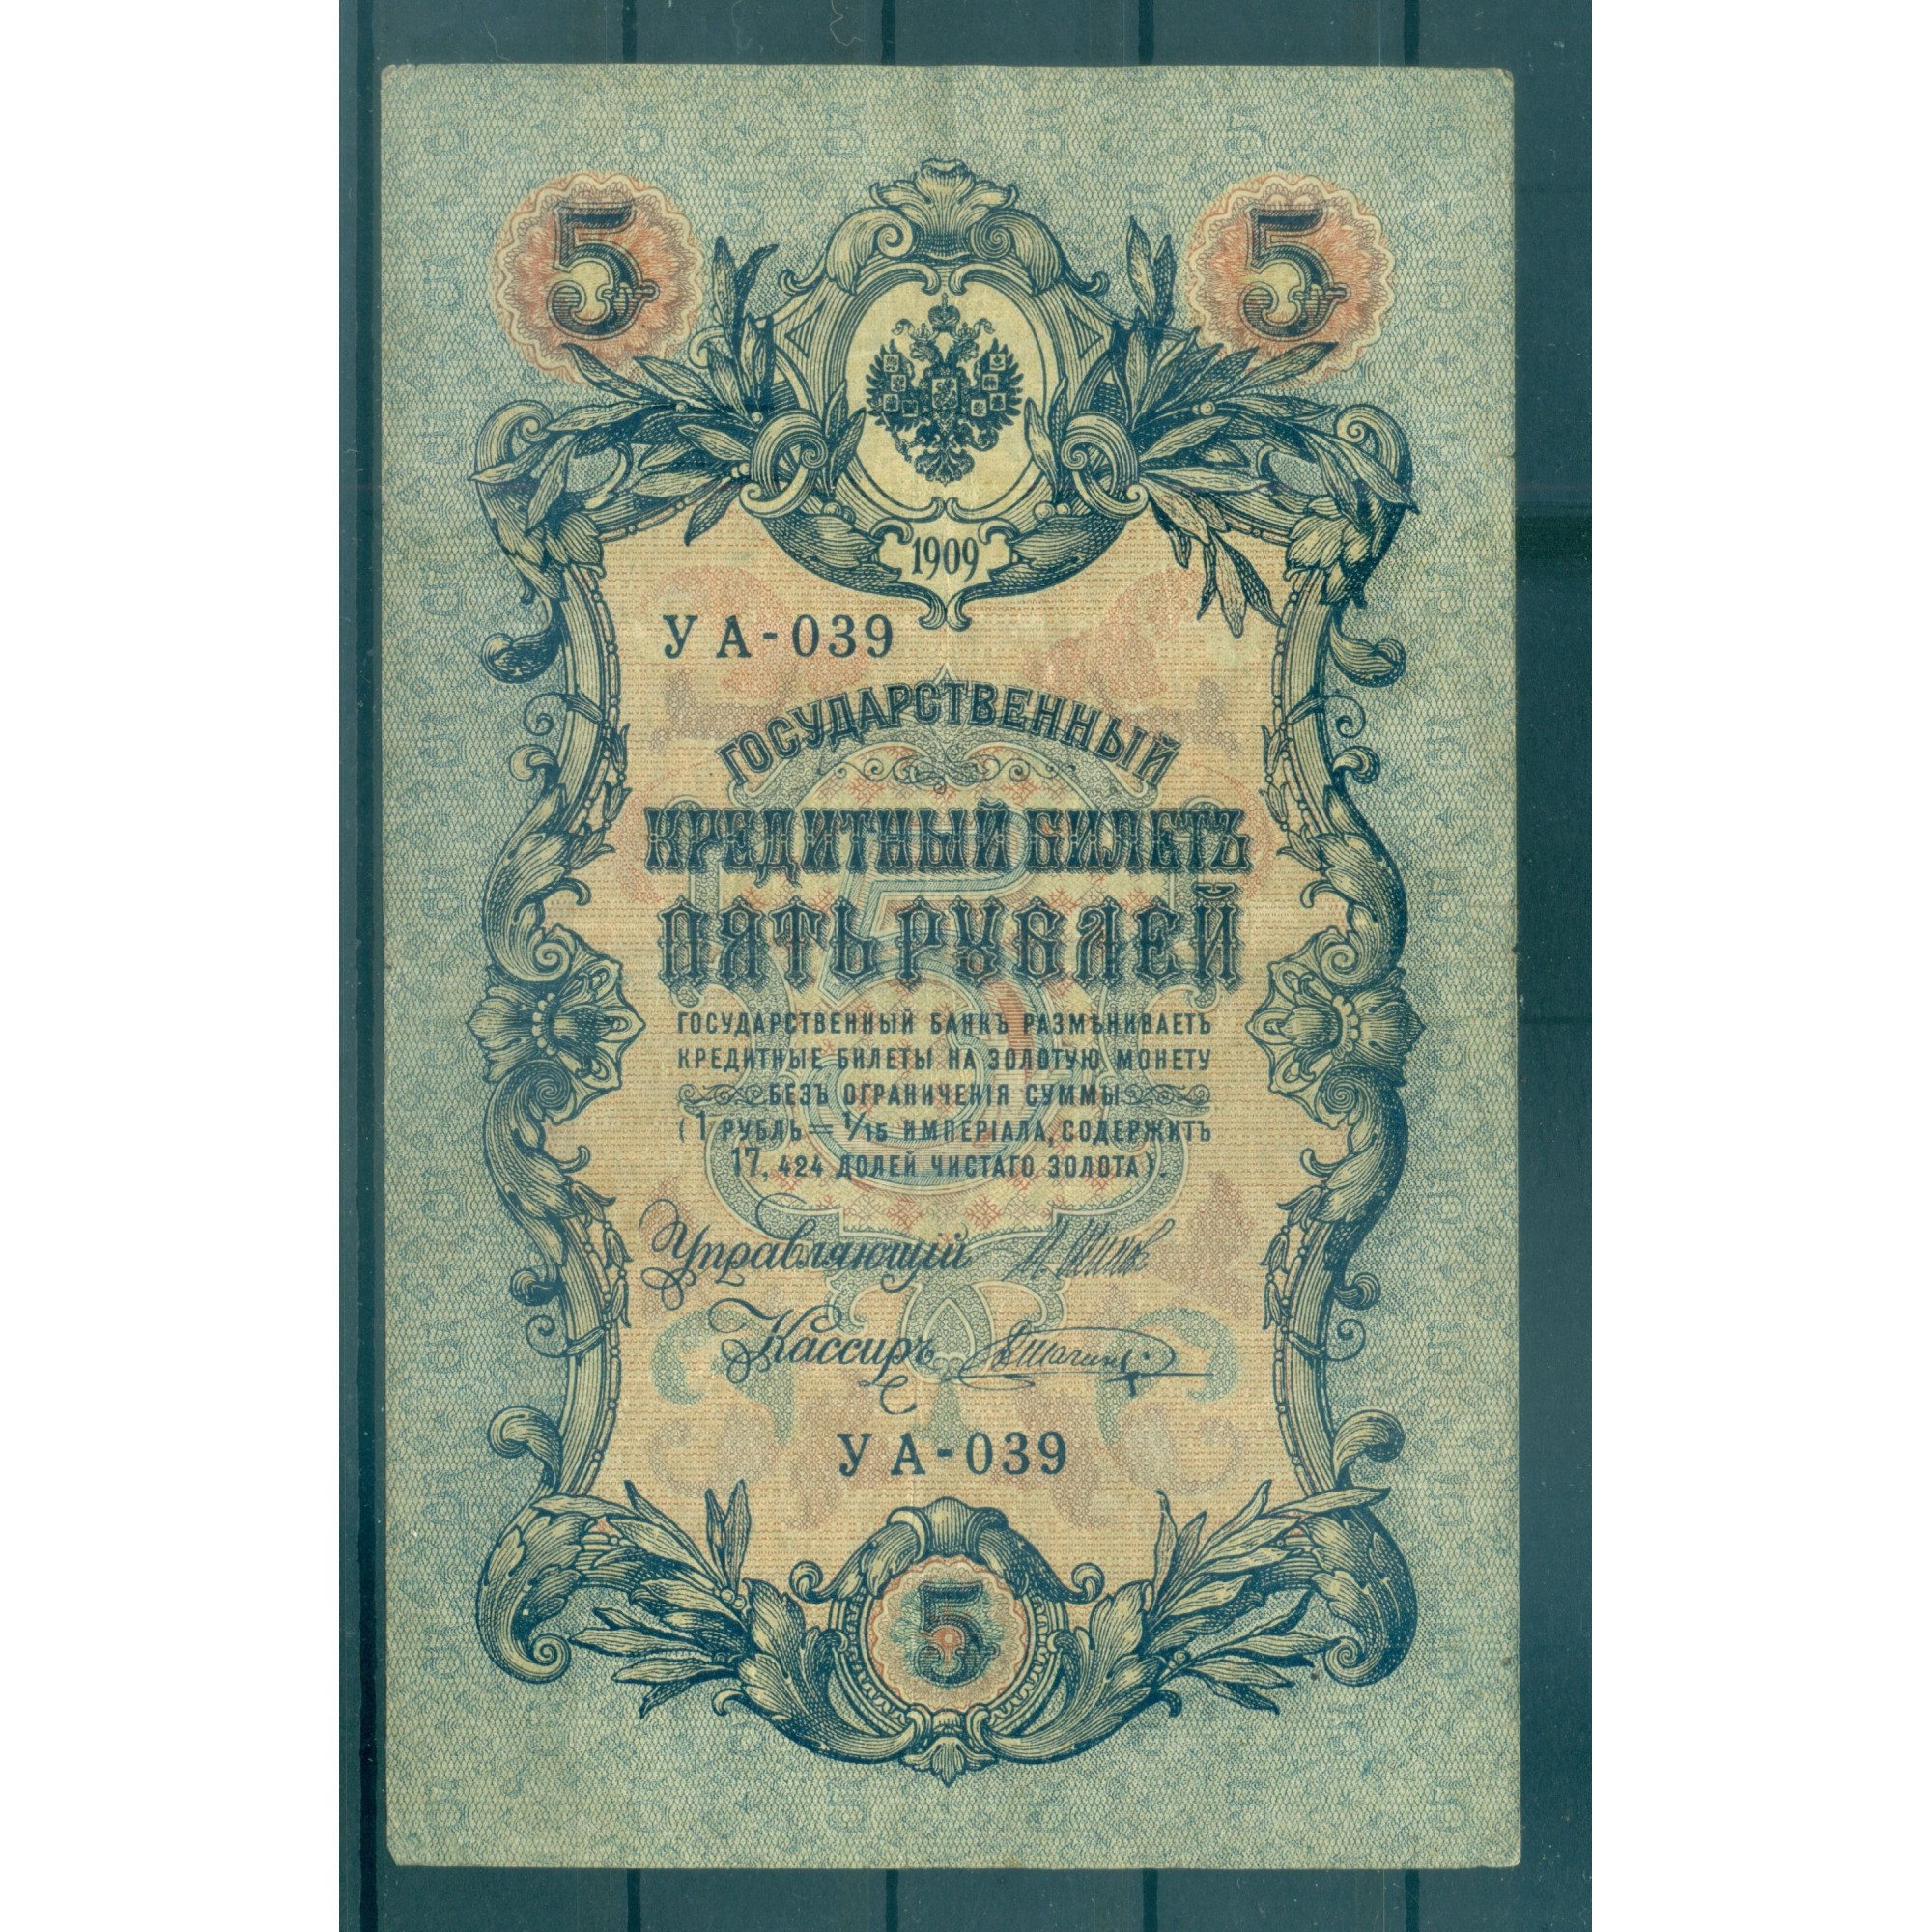 5 5
1909
УА-039
ГОСУДАРСТВЕННЫЙ
КРЕДИТНЫЙ БИЛЕТЪ
ПЯТЬ РУБЛЕЙ
ГОСУДАРСТВЕННЫЙ БАНКЪ РАЗМѢНИВАЕТЪ
КРЕДИТНЫЕ БИЛЕТЫ НА ЗОЛОТУЮ МОНЕТУ
БЕЗЪ ОГРАНИЧЕНІЯ СУММЫ
(1 РУБЛЬ = 1/15 ИМПЕРІАЛА, СОДЕРЖИТЪ
17,424 ДОЛЕЙ ЧИСТАГО ЗОЛОТА).
Управляющій
Кассиръ
УА-039
5